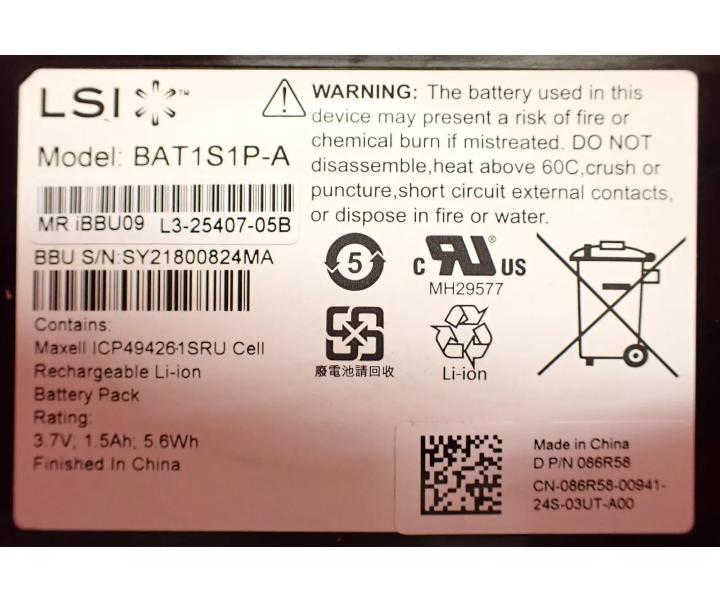 LSI ™
Model: BAT1S1P-A
MR iBBU09 L3-25407-05B
BBU S/N:SY21800824MA
Contains:
Maxell ICP494261SRU Cell
Rechargeable Li-ion
Battery Pack
Rating:
3.7V; 1.5Ah; 5.6Wh
Finished In China
WARNING: The battery used in this
device may present a risk of fire or
chemical burn if mistreated. DO NOT
disassemble,heat above 60C,crush or
puncture,short circuit external contacts,
or dispose in fire or water.
5
c RU ® US
MH29577
廢電池請回收
Li-ion
Made in China
D P/N 086R58
CN-086R58-00941-
24S-03UT-A00